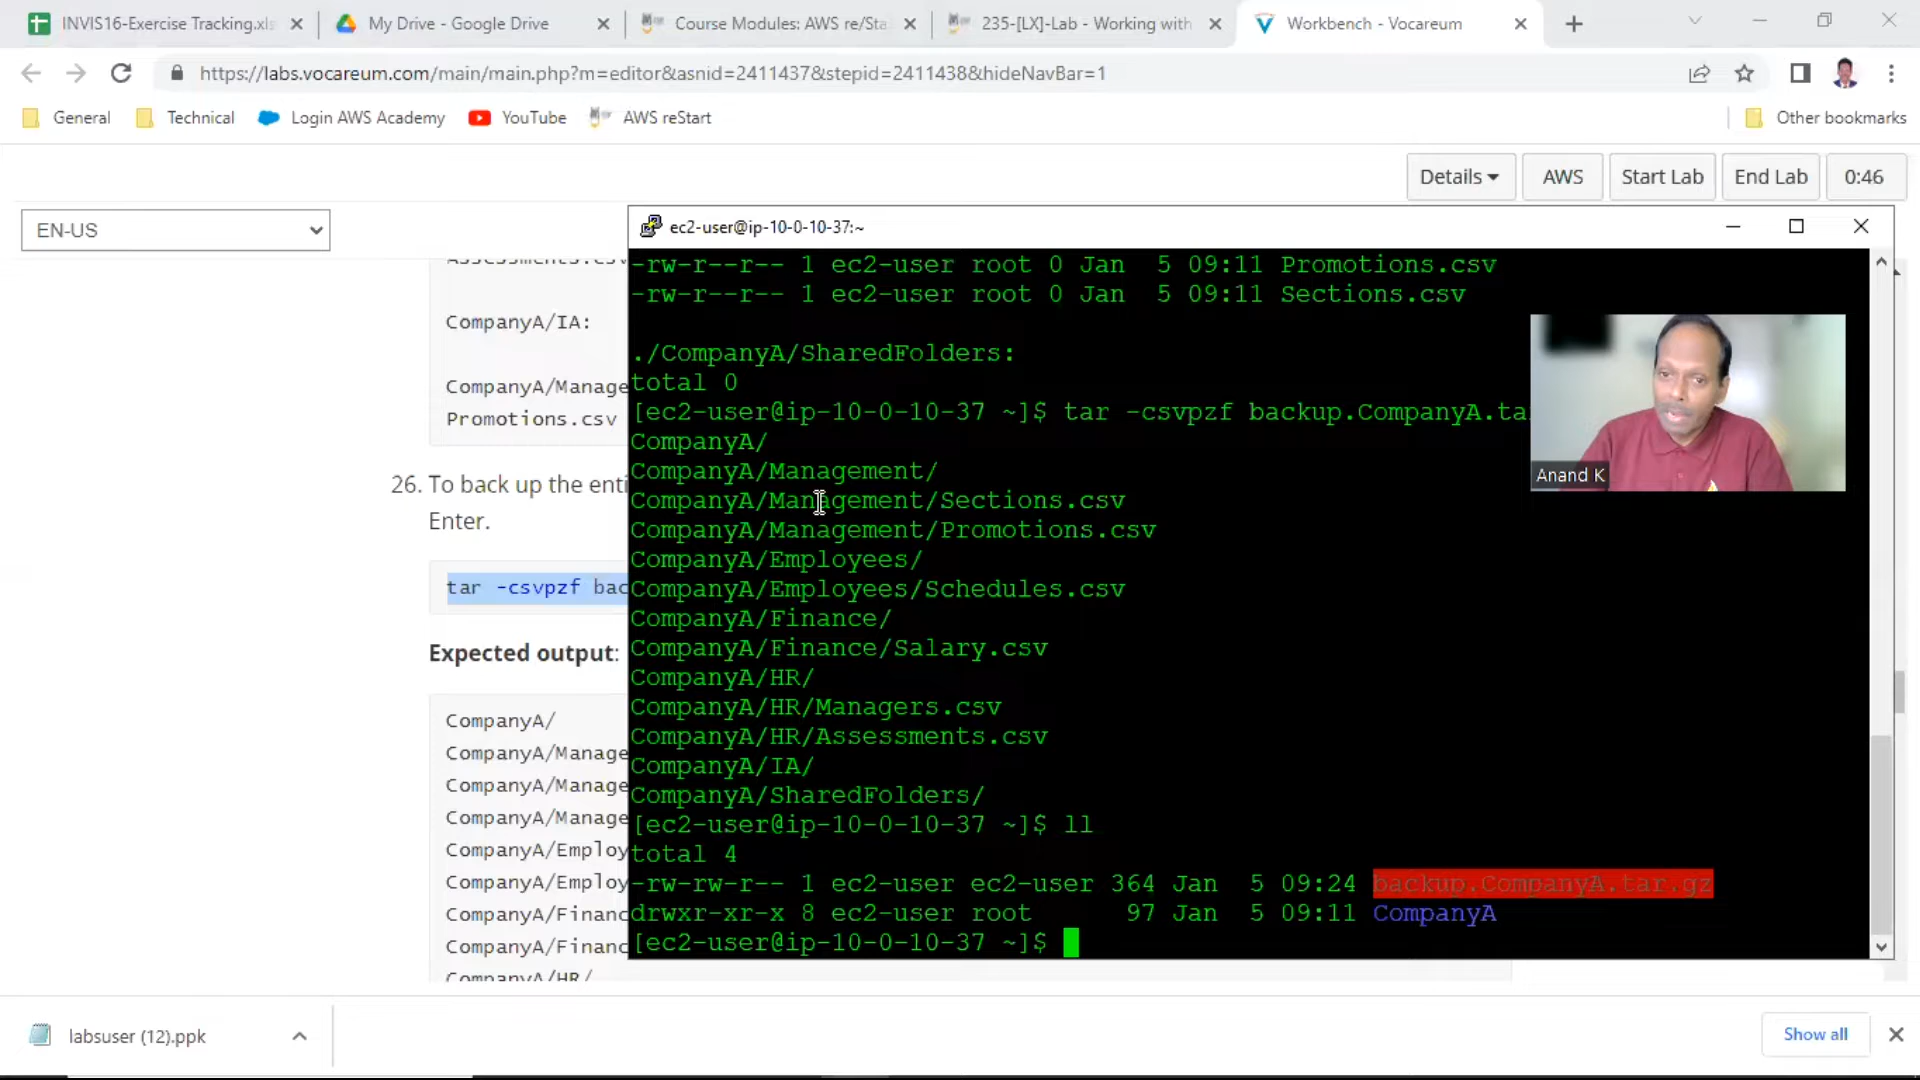 INVIS16-Exercise Tracking.xls
My Drive - Google Drive
Course Modules: AWS re/Sta
235-[LX]-Lab - Working with
Workbench - Vocareum
https://labs.vocareum.com/main/main.php?m=editor&asnid=2411437&stepid=2411438&hideNavBar=1
General
Technical
Login AWS Academy
YouTube
AWS reStart
Other bookmarks
Details
AWS
Start Lab
End Lab
0:46
EN-US
Assessments.csv
CompanyA/IA:
CompanyA/Manage
Promotions.csv
26. To back up the enti
Enter.
tar -csvpzf bac
Expected output:
CompanyA/
CompanyA/Manage
CompanyA/Manage
CompanyA/Manage
CompanyA/Employ
CompanyA/Employ
CompanyA/Financ
CompanyA/Financ
CompanyA/HR/
ec2-user@ip-10-0-10-37:~
-rw-r--r-- 1 ec2-user root 0 Jan  5 09:11 Promotions.csv
-rw-r--r-- 1 ec2-user root 0 Jan  5 09:11 Sections.csv
./CompanyA/SharedFolders:
total 0
[ec2-user@ip-10-0-10-37 ~]$ tar -csvpzf backup.CompanyA.ta
CompanyA/
CompanyA/Management/
CompanyA/Management/Sections.csv
CompanyA/Management/Promotions.csv
CompanyA/Employees/
CompanyA/Employees/Schedules.csv
CompanyA/Finance/
CompanyA/Finance/Salary.csv
CompanyA/HR/
CompanyA/HR/Managers.csv
CompanyA/HR/Assessments.csv
CompanyA/IA/
CompanyA/SharedFolders/
[ec2-user@ip-10-0-10-37 ~]$ ll
total 4
-rw-rw-r-- 1 ec2-user ec2-user 364 Jan  5 09:24 backup.CompanyA.tar.gz
drwxr-xr-x 8 ec2-user root      97 Jan  5 09:11 CompanyA
[ec2-user@ip-10-0-10-37 ~]$
Anand K
labsuser (12).ppk
Show all